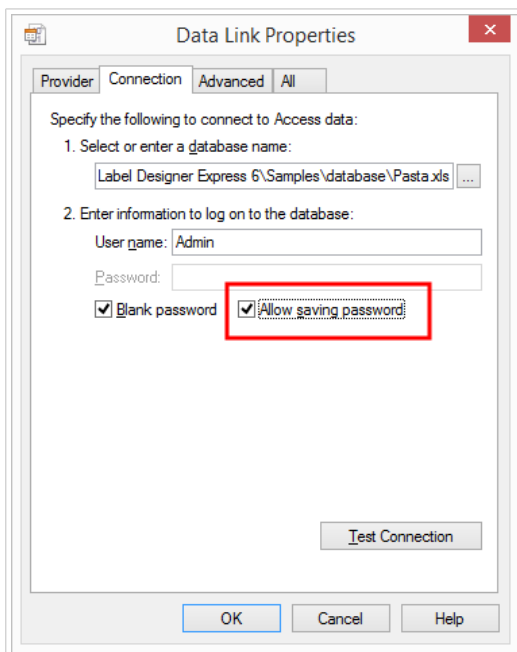 Data Link Properties
Provider Connection Advanced All
Specify the following to connect to Access data:
1. Select or enter a database name:
Label Designer Express 6\Samples\database\Pasta.xls ...
2. Enter information to log on to the database:
User name: Admin
Password:
Blank password Allow saving password
Test Connection
OK Cancel Help